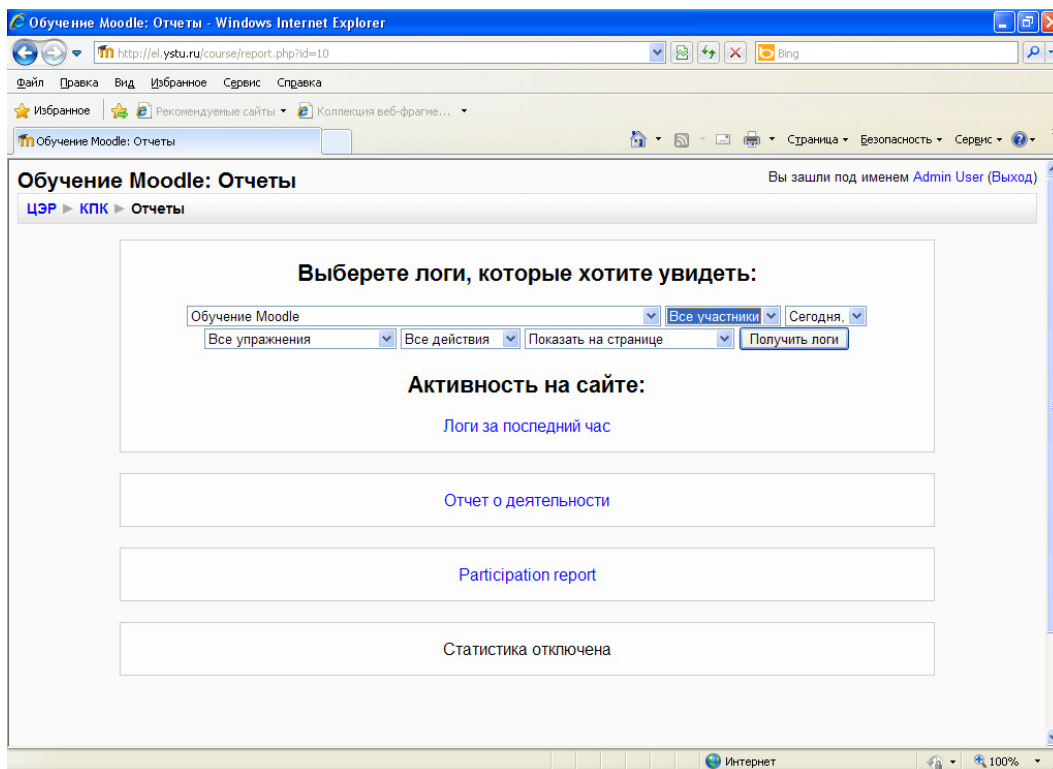 Обучение Moodle: Отчеты - Windows Internet Explorer
http://el.ystu.ru/course/report.php?id=10
Bing
Файл Правка Вид Избранное Сервис Справка
Избранное Рекомендуемые сайты Коллекция веб-фрагме...
Обучение Moodle: Отчеты Страница Безопасность Сервис
Обучение Moodle: Отчеты Вы зашли под именем Admin User (Выход)
ЦЭР ► КПК ► Отчеты
Выберете логи, которые хотите увидеть:
Обучение Moodle Все участники Сегодня,
Все упражнения Все действия Показать на странице Получить логи
Активность на сайте:
Логи за последний час
Отчет о деятельности
Participation report
Статистика отключена
Интернет 100%